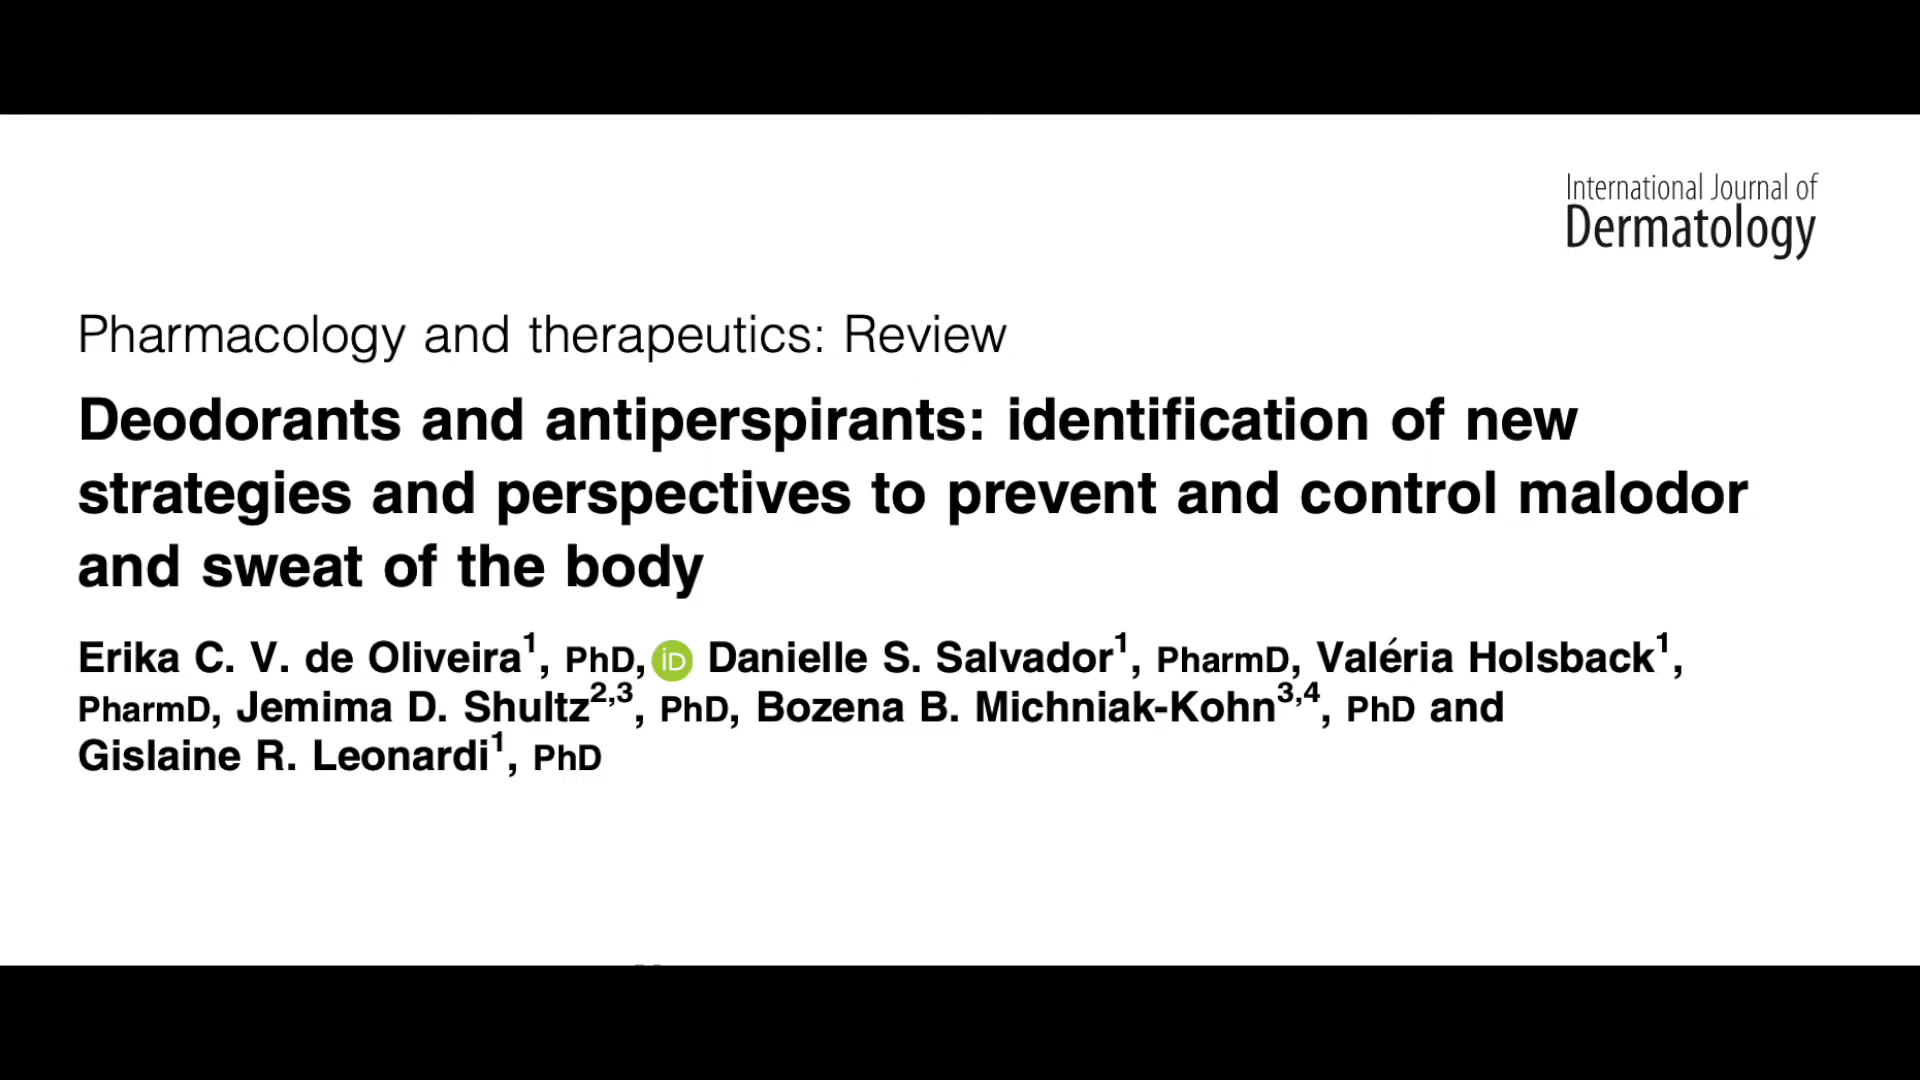 International Journal of
Dermatology
Pharmacology and therapeutics: Review
Deodorants and antiperspirants: identification of new
strategies and perspectives to prevent and control malodor
and sweat of the body
Erika C. V. de Oliveira1, PhD, iD Danielle S. Salvador1, PharmD, Valéria Holsback1,
PharmD, Jemima D. Shultz2,3, PhD, Bozena B. Michniak-Kohn3,4, PhD and
Gislaine R. Leonardi1, PhD